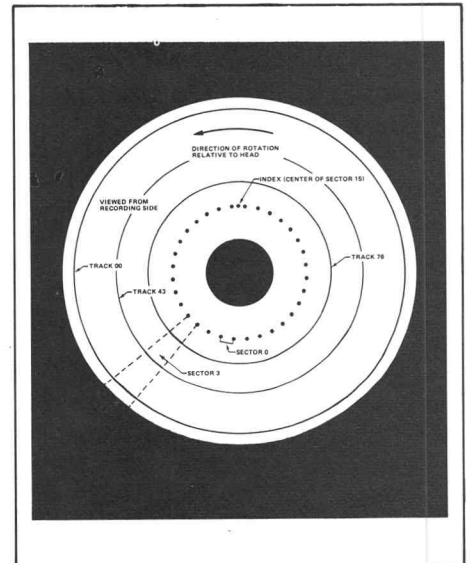 DIRECTION OF ROTATION
RELATIVE TO HEAD
INDEX (CENTER OF SECTOR 15)
VIEWED FROM
RECORDING SIDE
TRACK 00
TRACK 76
TRACK 43
SECTOR 0
SECTOR 3